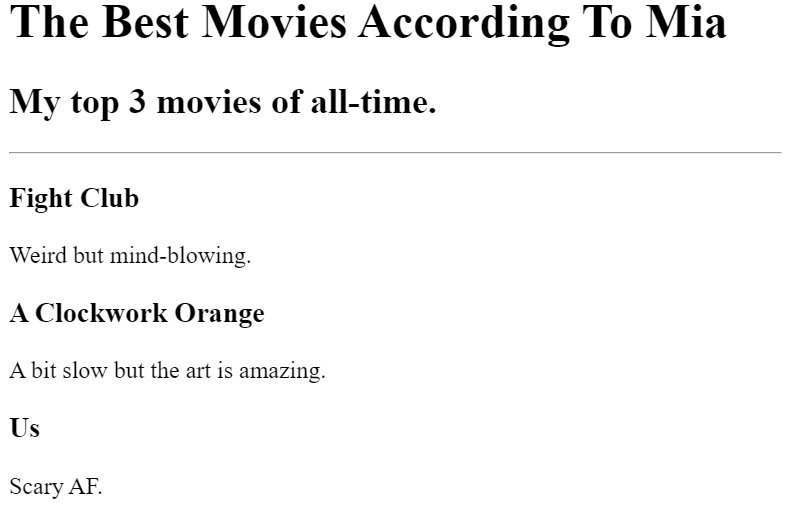 The Best Movies According To Mia
My top 3 movies of all-time.
Fight Club
Weird but mind-blowing.
A Clockwork Orange
A bit slow but the art is amazing.
Us
Scary AF.